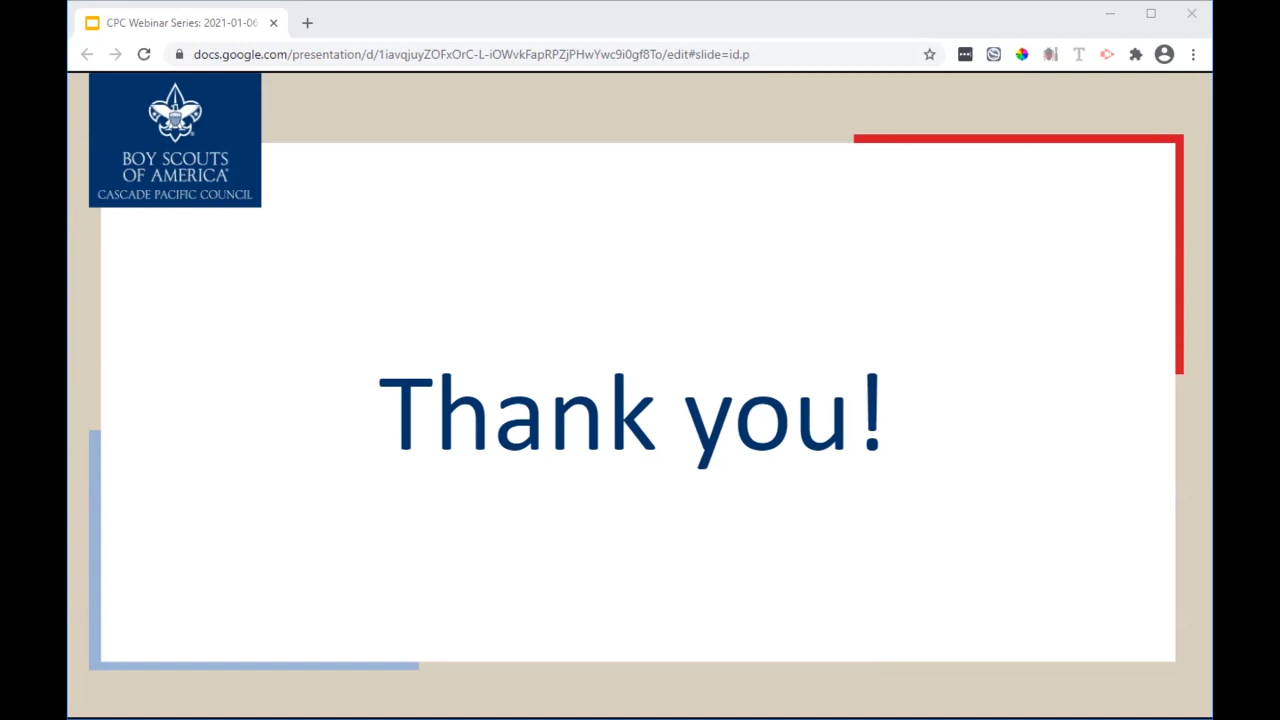 CPC Webinar Series: 2021-01-06
docs.google.com/presentation/d/1iavqjuyZOFxOrC-L-iOWvkFapRPZjPHwYwc9i0gf8To/edit#slide=id.p
BOY SCOUTS
OF AMERICA®
CASCADE PACIFIC COUNCIL
Thank you!